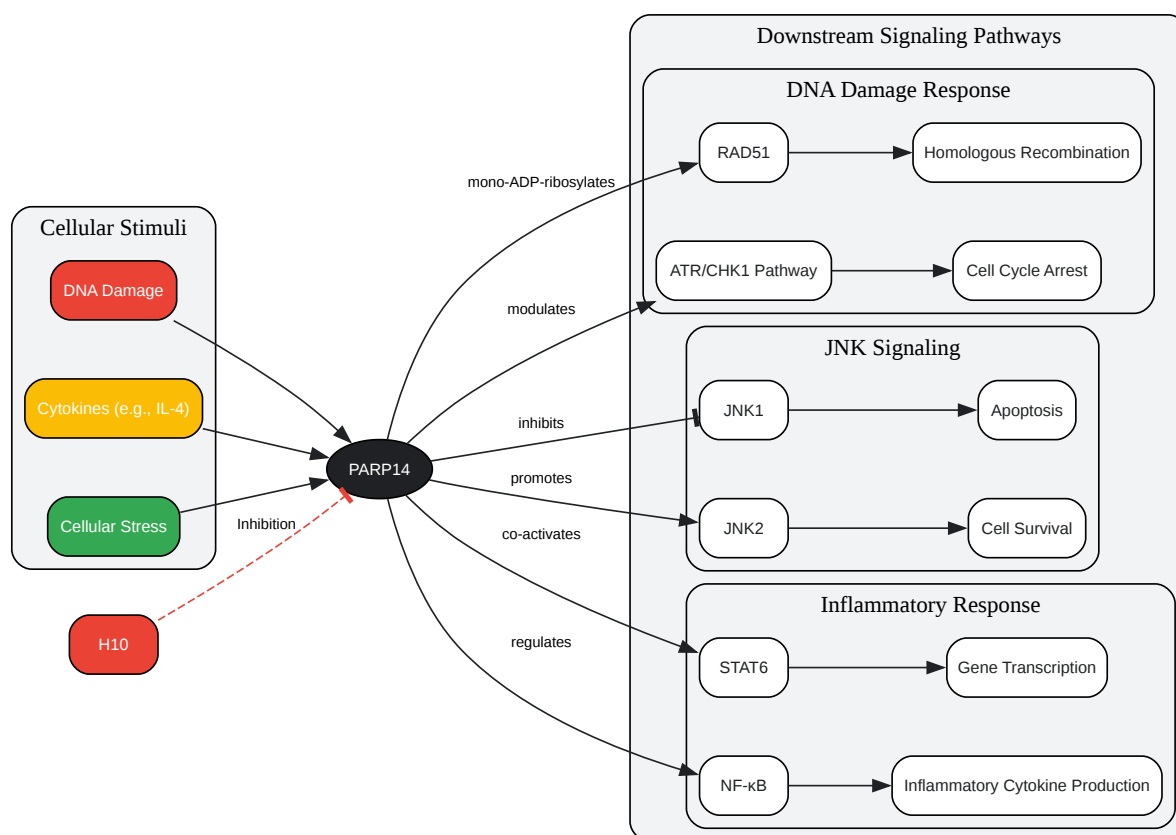 Downstream Signaling Pathways
DNA Damage Response
RAD51
Homologous Recombination
mono-ADP-ribosylates
Cellular Stimuli
DNA Damage
ATR/CHK1 Pathway
Cell Cycle Arrest
modulates
JNK Signaling
Cytokines (e.g., IL-4)
JNK1
Apoptosis
inhibits
PARP14
promotes
Cellular Stress
Inhibition
JNK2
Cell Survival
co-activates
Inflammatory Response
H10
regulates
STAT6
Gene Transcription
NF-κB
Inflammatory Cytokine Production